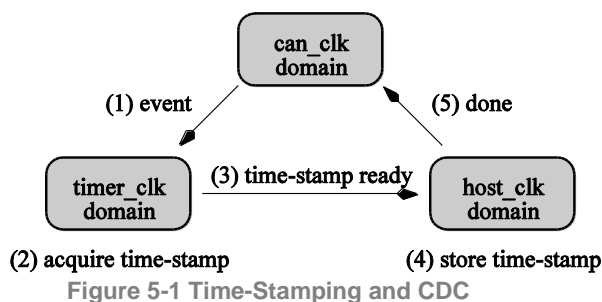 can_clk
domain
(1) event
(5) done
timer_clk
domain
(3) time-stamp ready
host_clk
domain
(2) acquire time-stamp
(4) store time-stamp
Figure 5-1 Time-Stamping and CDC